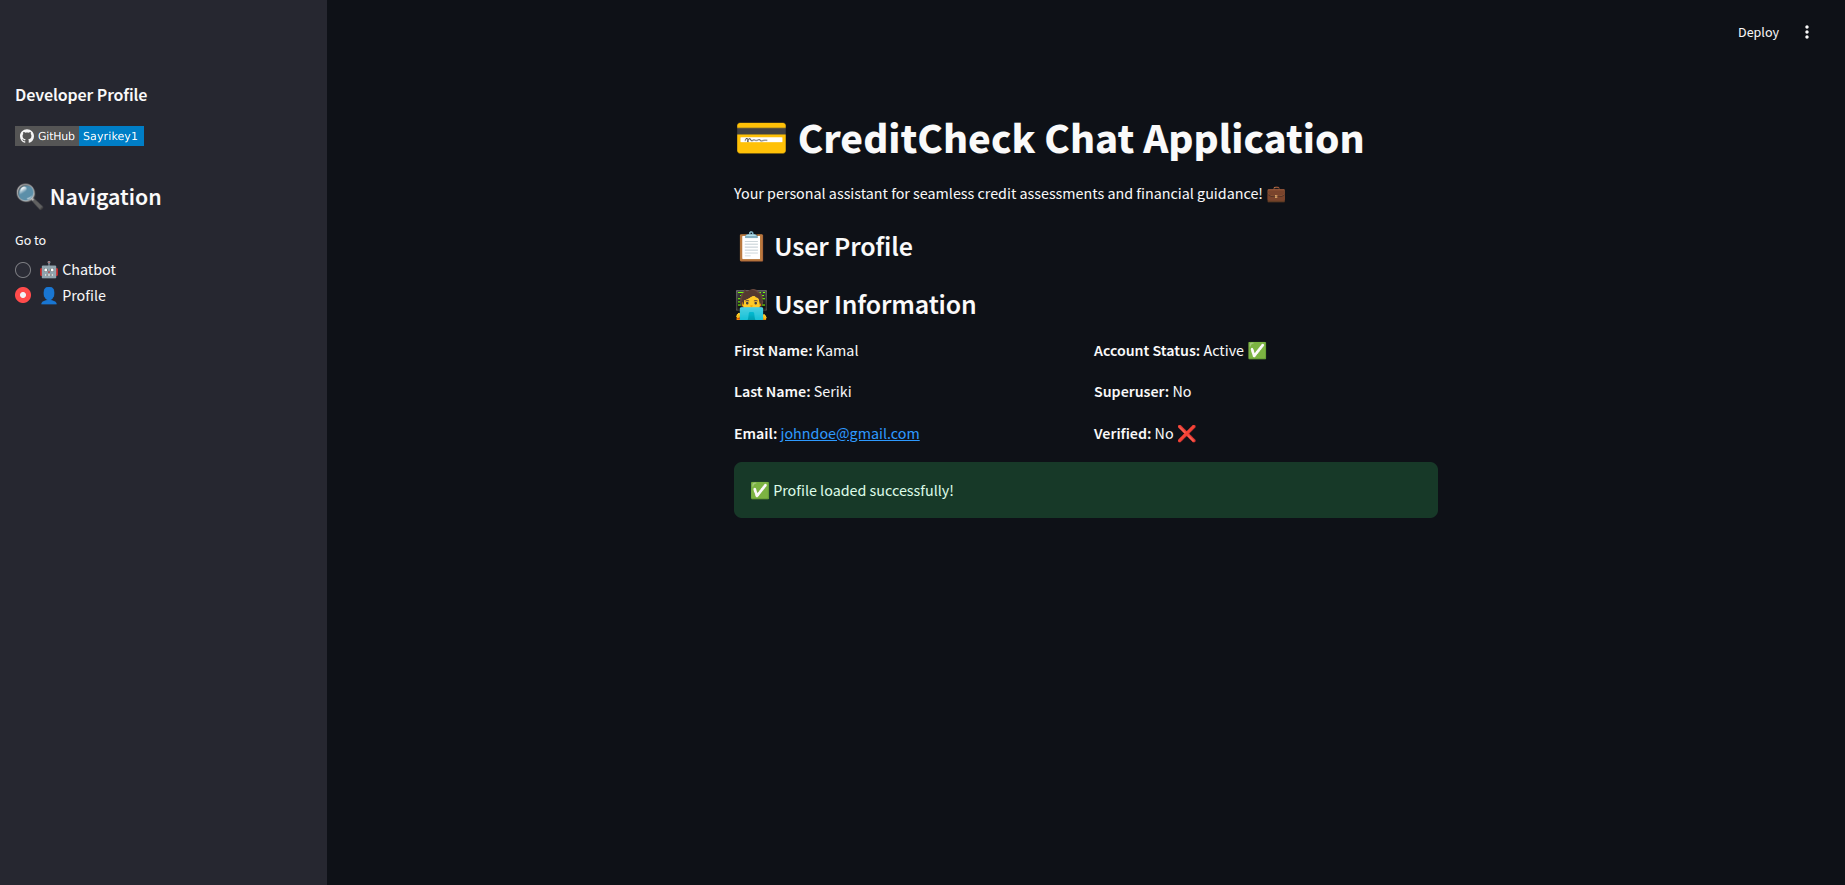 Deploy
Developer Profile
GitHub Sayrikey1
🔍 Navigation
Go to
🤖 Chatbot
👤 Profile
💳 CreditCheck Chat Application
Your personal assistant for seamless credit assessments and financial guidance! 💼
📋 User Profile
🧑‍💻 User Information
First Name: Kamal
Account Status: Active ✅
Last Name: Seriki
Superuser: No
Email: johndoe@gmail.com
Verified: No ❌
✅ Profile loaded successfully!